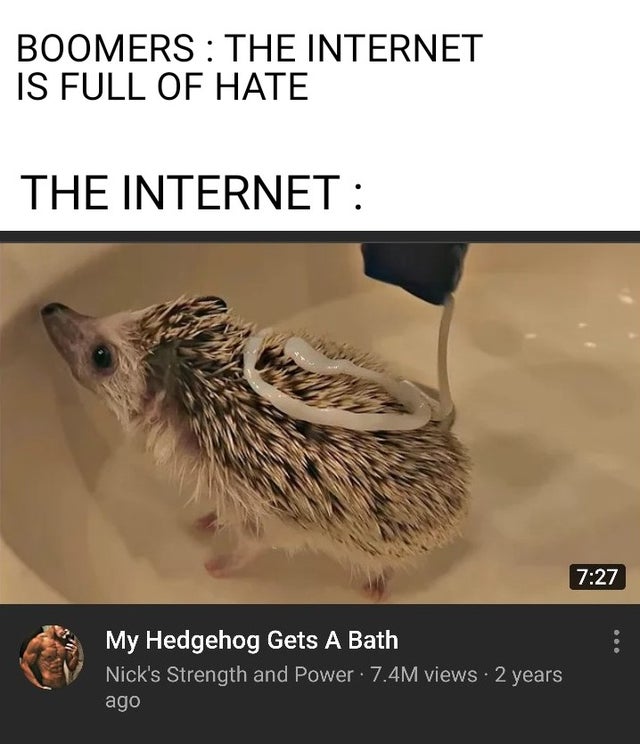 BOOMERS : THE INTERNET
IS FULL OF HATE
THE INTERNET :
7:27
My Hedgehog Gets A Bath
Nick's Strength and Power · 7.4M views · 2 years
ago